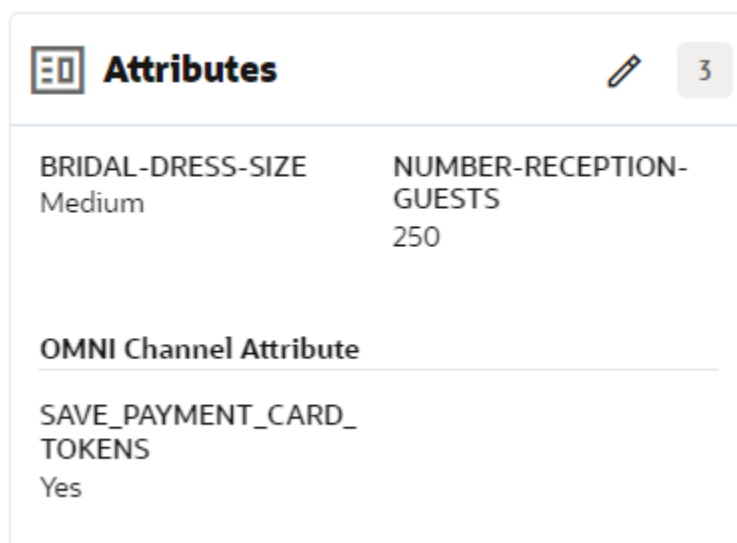 Attributes
3
BRIDAL-DRESS-SIZE
Medium
NUMBER-RECEPTION-
GUESTS
250
OMNI Channel Attribute
SAVE_PAYMENT_CARD_
TOKENS
Yes